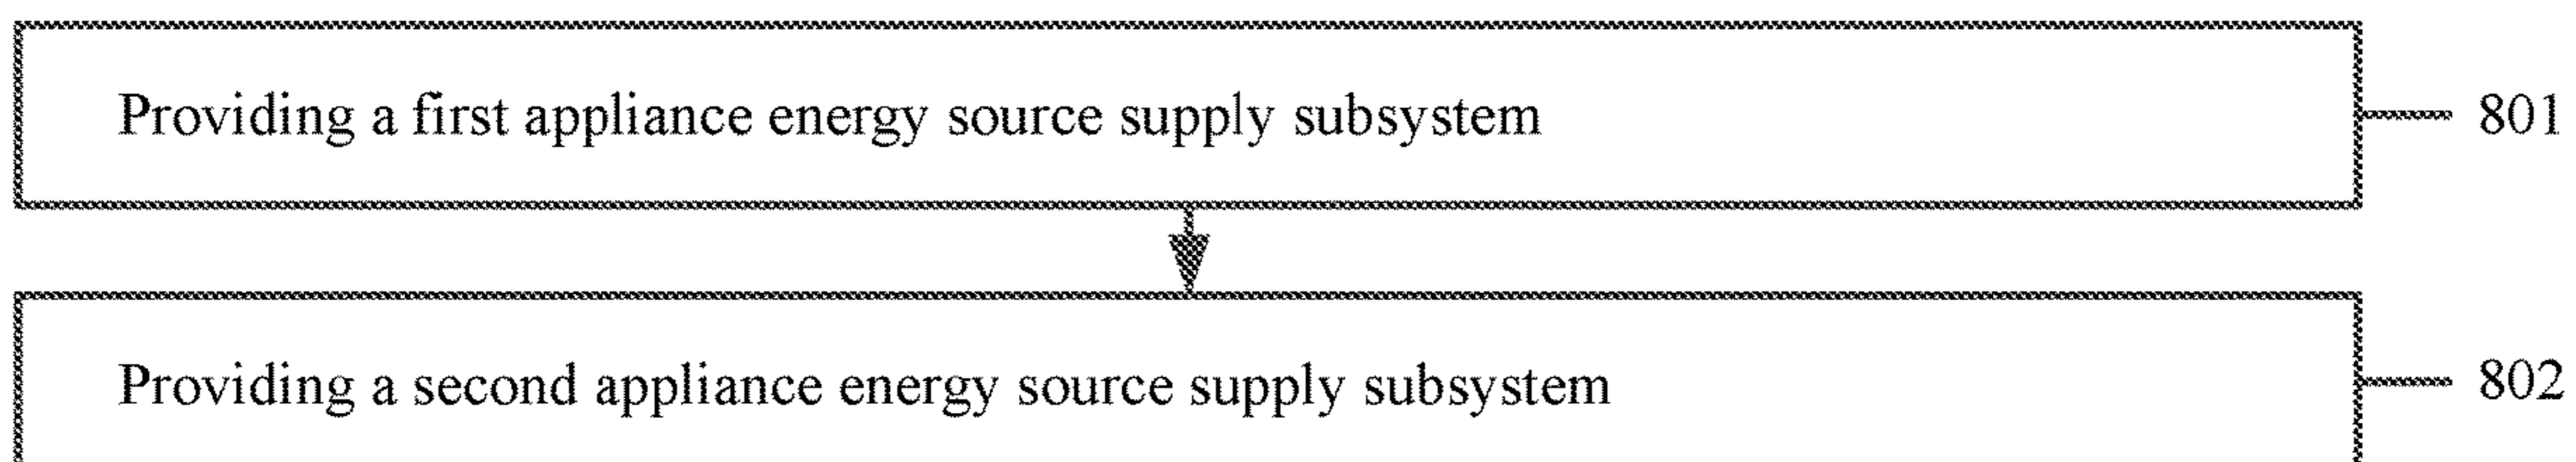 Providing a first appliance energy source supply subsystem 801
Providing a second appliance energy source supply subsystem 802